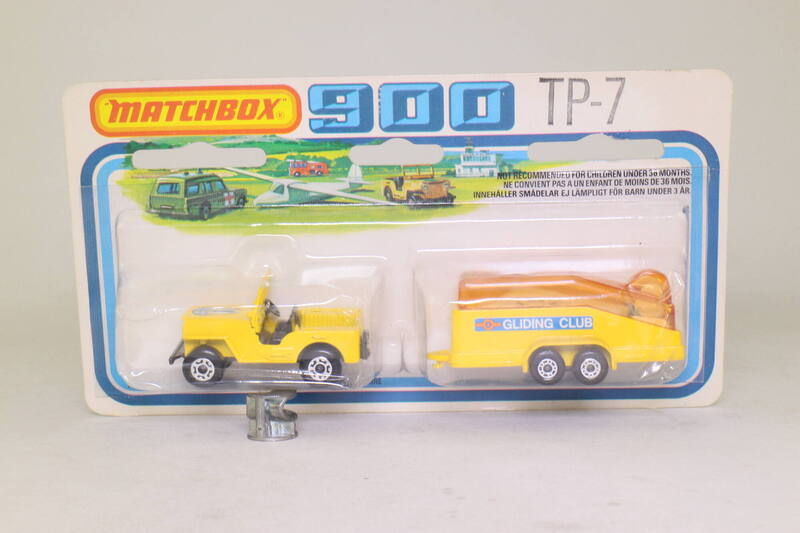 "MATCHBOX"®
900
TP-7
NOT RECOMMENDED FOR CHILDREN UNDER 36 MONTHS.
NE CONVIENT PAS A UN ENFANT DE MOINS DE 36 MOIS.
INNEHÅLLER SMÅDELAR EJ LÄMPLIGT FÖR BARN UNDER 3 ÅR.
GLIDING CLUB